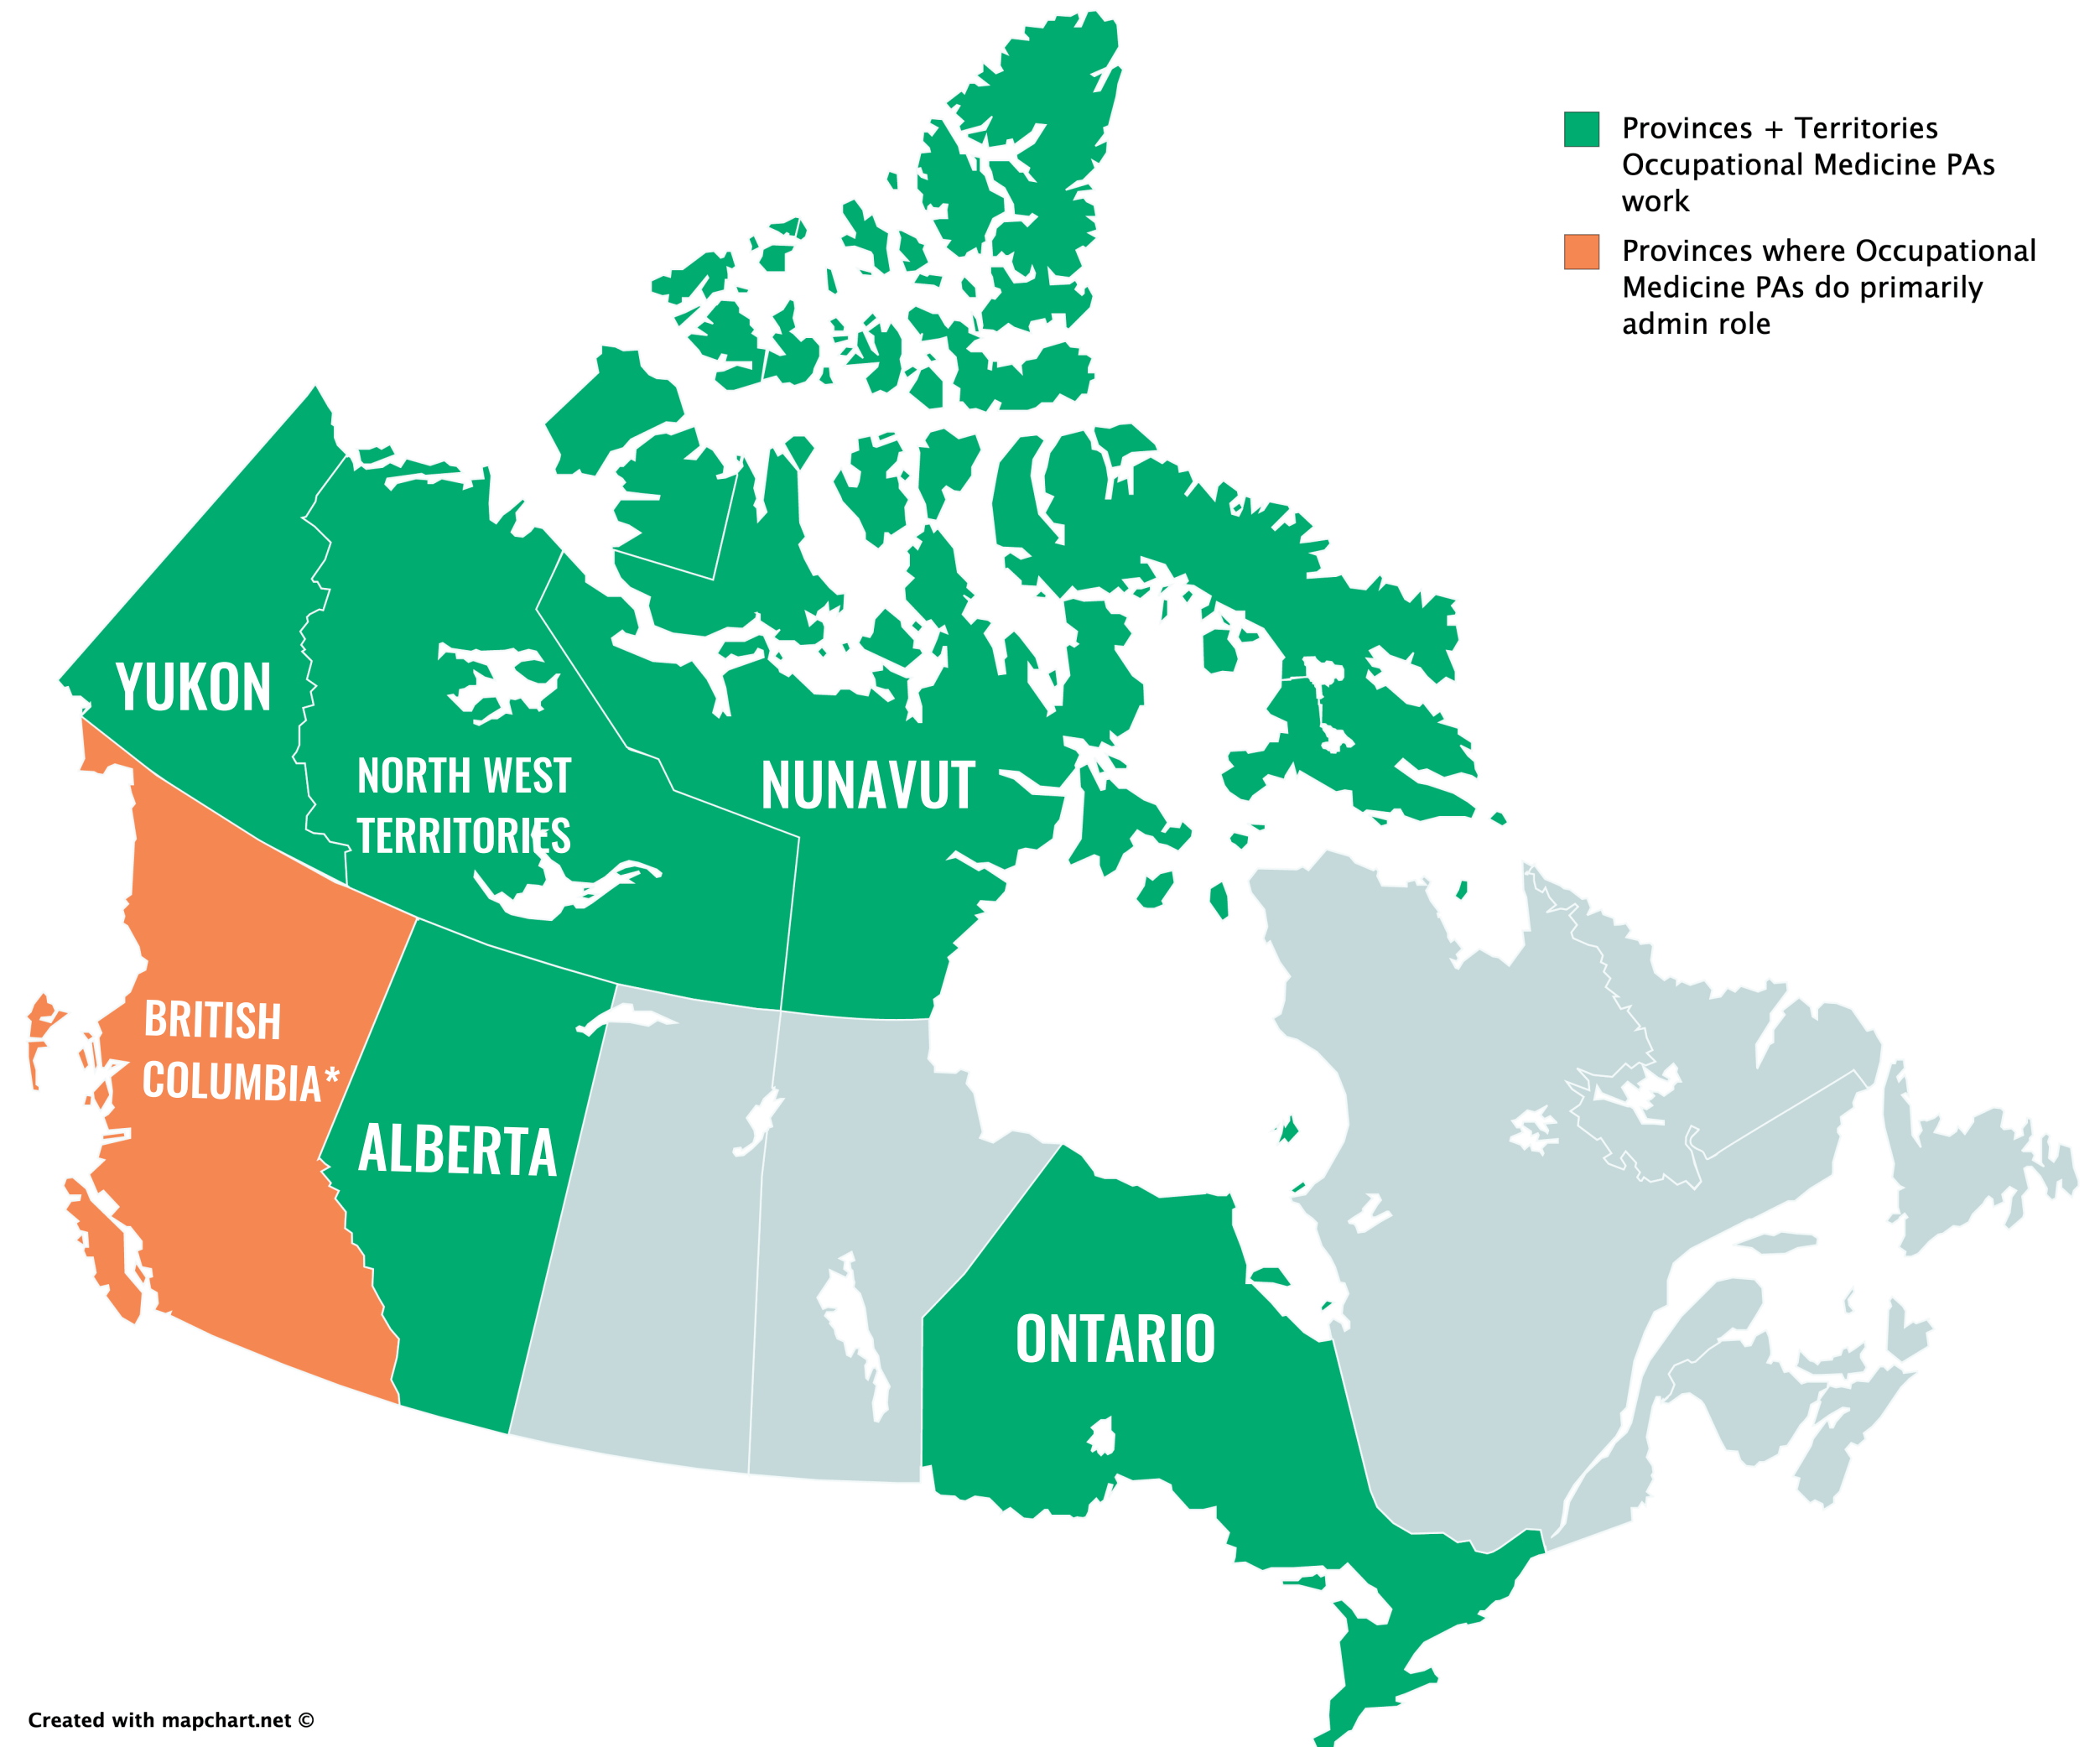 Provinces + Territories
Occupational Medicine PAs
work
Provinces where Occupational
Medicine PAs do primarily
admin role
YUKON
NORTH WEST
TERRITORIES
NUNAVUT
BRITISH
COLUMBIA*
ALBERTA
ONTARIO
Created with mapchart.net ©